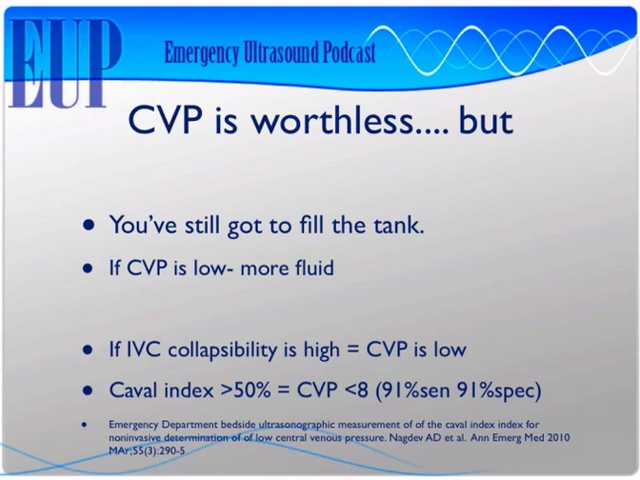 EUP
Emergency Ultrasound Podcast
CVP is worthless.... but
• You've still got to fill the tank.
• If CVP is low- more fluid
• If IVC collapsibility is high = CVP is low
• Caval index >50% = CVP <8 (91%sen 91%spec)
• Emergency Department bedside ultrasonographic measurement of of the caval index index for
noninvasive determination of of low central venous pressure. Nagdev AD et al. Ann Emerg Med 2010
MAr;55(3):290-5